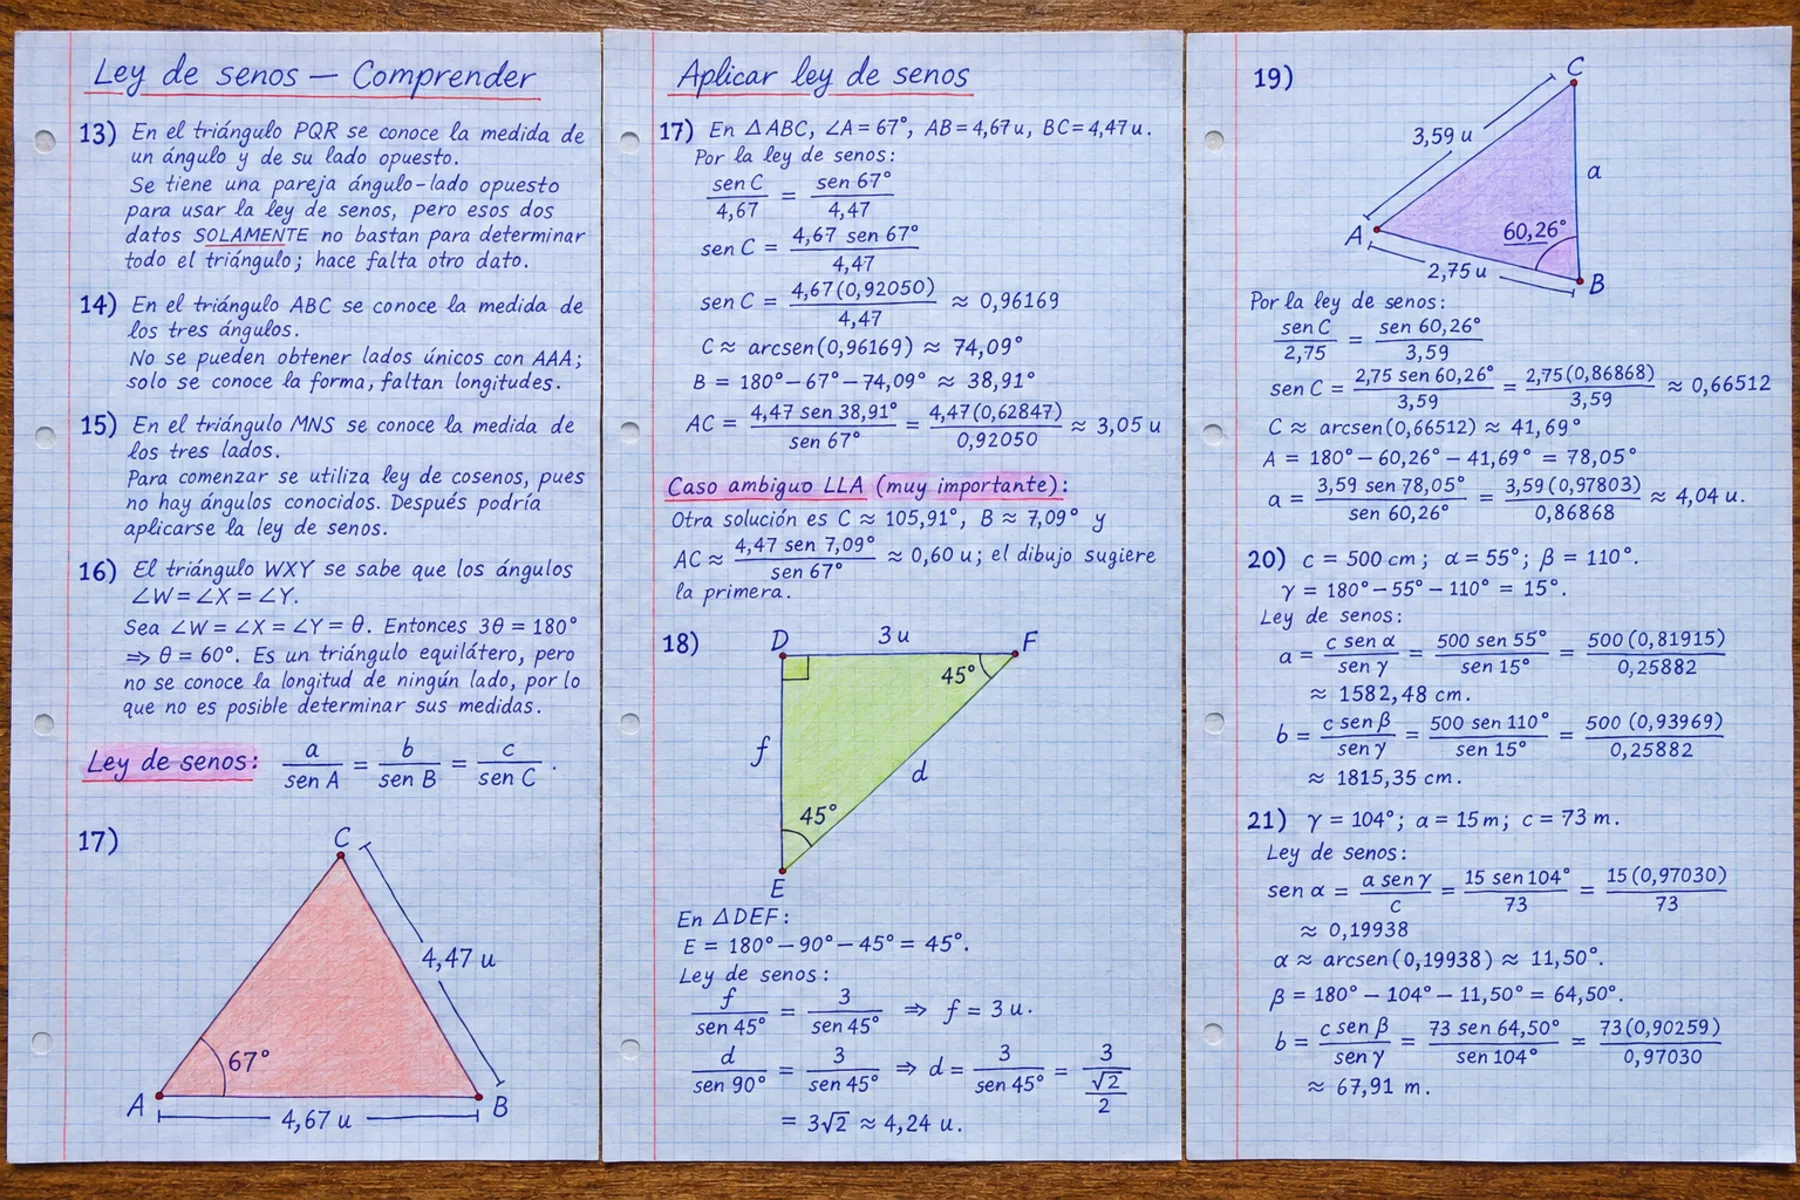 Ley de senos — Comprender
13) En el triángulo PQR se conoce la medida de
un ángulo y de su lado opuesto.
Se tiene una pareja ángulo-lado opuesto
para usar la ley de senos, pero esos dos
datos SOLAMENTE no bastan para determinar
todo el triángulo; hace falta otro dato.
14) En el triángulo ABC se conoce la medida de
los tres ángulos.
No se pueden obtener lados únicos con AAA;
solo se conoce la forma, faltan longitudes.
15) En el triángulo MNS se conoce la medida de
los tres lados.
Para comenzar se utiliza ley de cosenos, pues
no hay ángulos conocidos. Después podría
aplicarse la ley de senos.
16) El triángulo WXY se sabe que los ángulos
∠W = ∠X = ∠Y.
Sea ∠W = ∠X = ∠Y = θ. Entonces 3θ = 180°
⇒ θ = 60°. Es un triángulo equilátero, pero
no se conoce la longitud de ningún lado, por lo
que no es posible determinar sus medidas.
Ley de senos: a/sen A = b/sen B = c/sen C.
17)
C
4,47 u
67°
A
B
4,67 u
Aplicar ley de senos
17) En △ABC, ∠A = 67°, AB = 4,67 u, BC = 4,47 u.
Por la ley de senos:
sen C/4,67 = sen 67°/4,47
sen C = 4,67 sen 67°/4,47
sen C = 4,67(0,92050)/4,47 ≈ 0,96169
C ≈ arcsen(0,96169) ≈ 74,09°
B = 180° − 67° − 74,09° ≈ 38,91°
AC = 4,47 sen 38,91°/sen 67° = 4,47(0,62847)/0,92050 ≈ 3,05 u
Caso ambiguo LLA (muy importante):
Otra solución es C ≈ 105,91°, B ≈ 7,09° y
AC ≈ 4,47 sen 7,09°/sen 67° ≈ 0,60 u; el dibujo sugiere
la primera.
18)
D
3 u
F
45°
f
d
45°
E
En △DEF:
E = 180° − 90° − 45° = 45°.
Ley de senos:
f/sen 45° = 3/sen 45° ⇒ f = 3 u.
d/sen 90° = 3/sen 45° ⇒ d = 3/sen 45° = 3/(√2/2)
= 3√2 ≈ 4,24 u.
19)
C
3,59 u
a
A
60,26°
2,75 u
B
Por la ley de senos:
sen C/2,75 = sen 60,26°/3,59
sen C = 2,75 sen 60,26°/3,59 = 2,75(0,86868)/3,59 ≈ 0,66512
C ≈ arcsen(0,66512) ≈ 41,69°
A = 180° − 60,26° − 41,69° = 78,05°
a = 3,59 sen 78,05°/sen 60,26° = 3,59(0,97803)/0,86868 ≈ 4,04 u.
20) c = 500 cm; α = 55°; β = 110°.
γ = 180° − 55° − 110° = 15°.
Ley de senos:
a = c sen α/sen γ = 500 sen 55°/sen 15° = 500 (0,81915)/0,25882
≈ 1582,48 cm.
b = c sen β/sen γ = 500 sen 110°/sen 15° = 500 (0,93969)/0,25882
≈ 1815,35 cm.
21) γ = 104°; a = 15 m; c = 73 m.
Ley de senos:
sen α = a sen γ/c = 15 sen 104°/73 = 15 (0,97030)/73
≈ 0,19938
α ≈ arcsen(0,19938) ≈ 11,50°.
β = 180° − 104° − 11,50° = 64,50°.
b = c sen β/sen γ = 73 sen 64,50°/sen 104° = 73(0,90259)/0,97030
≈ 67,91 m.